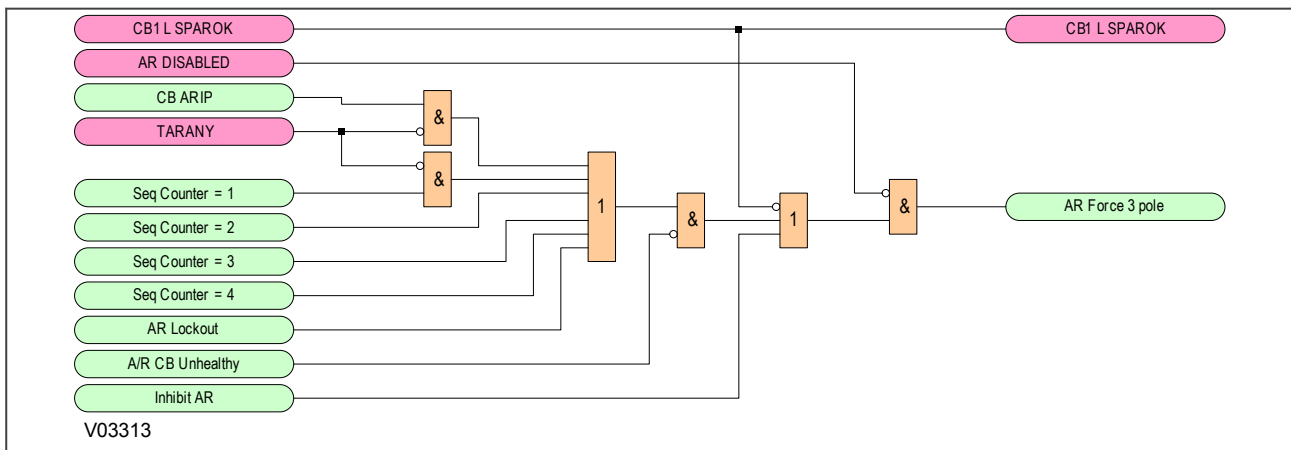 CB1 L SPAROK
CB1 L SPAROK
AR DISABLED
CB ARIP
&
TARANY
&
Seq Counter = 1
1
&
1
&
AR Force 3 pole
Seq Counter = 2
Seq Counter = 3
Seq Counter = 4
AR Lockout
A/R CB Unhealthy
Inhibit AR
V03313